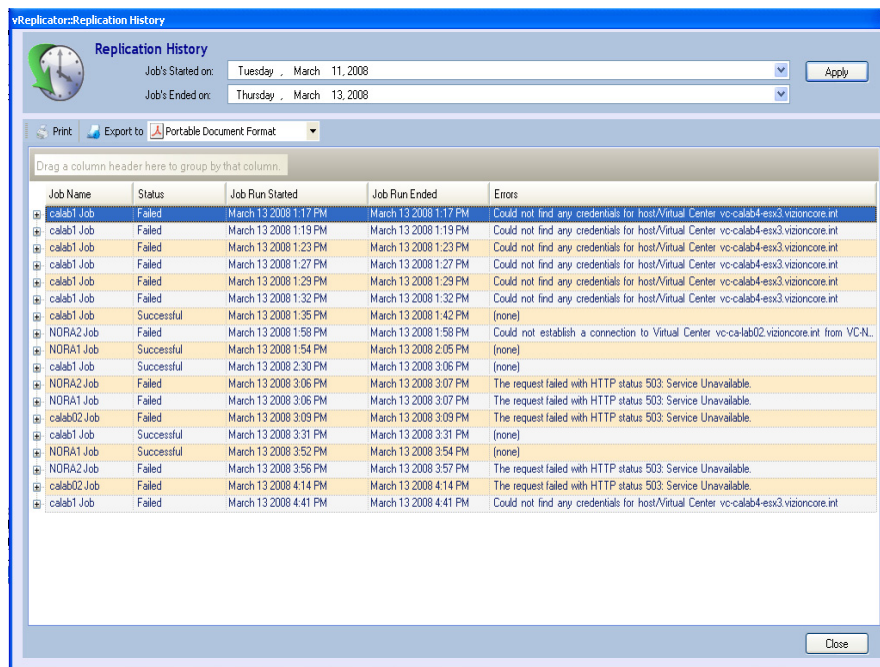 vReplicator::Replication History
Replication History
Job's Started on: Tuesday , March 11, 2008 Apply
Job's Ended on: Thursday , March 13, 2008
Print Export to Portable Document Format
Drag a column header here to group by that column.
Job Name Status Job Run Started Job Run Ended Errors
calab1 Job Failed March 13 2008 1:17 PM March 13 2008 1:17 PM Could not find any credentials for host/Virtual Center vc-calab4-esx3.vizioncore.int
calab1 Job Failed March 13 2008 1:19 PM March 13 2008 1:19 PM Could not find any credentials for host/Virtual Center vc-calab4-esx3.vizioncore.int
calab1 Job Failed March 13 2008 1:23 PM March 13 2008 1:23 PM Could not find any credentials for host/Virtual Center vc-calab4-esx3.vizioncore.int
calab1 Job Failed March 13 2008 1:27 PM March 13 2008 1:27 PM Could not find any credentials for host/Virtual Center vc-calab4-esx3.vizioncore.int
calab1 Job Failed March 13 2008 1:29 PM March 13 2008 1:29 PM Could not find any credentials for host/Virtual Center vc-calab4-esx3.vizioncore.int
calab1 Job Failed March 13 2008 1:32 PM March 13 2008 1:32 PM Could not find any credentials for host/Virtual Center vc-calab4-esx3.vizioncore.int
calab1 Job Successful March 13 2008 1:35 PM March 13 2008 1:42 PM (none)
NORA2 Job Failed March 13 2008 1:58 PM March 13 2008 1:58 PM Could not establish a connection to Virtual Center vc-ca-lab02.vizioncore.int from VC-N...
NORA1 Job Successful March 13 2008 1:54 PM March 13 2008 2:05 PM (none)
calab1 Job Successful March 13 2008 2:30 PM March 13 2008 3:06 PM (none)
NORA2 Job Failed March 13 2008 3:06 PM March 13 2008 3:07 PM The request failed with HTTP status 503: Service Unavailable.
NORA1 Job Failed March 13 2008 3:06 PM March 13 2008 3:07 PM The request failed with HTTP status 503: Service Unavailable.
calab02 Job Failed March 13 2008 3:09 PM March 13 2008 3:09 PM The request failed with HTTP status 503: Service Unavailable.
calab1 Job Successful March 13 2008 3:31 PM March 13 2008 3:31 PM (none)
NORA1 Job Successful March 13 2008 3:52 PM March 13 2008 3:54 PM (none)
NORA2 Job Failed March 13 2008 3:56 PM March 13 2008 3:57 PM The request failed with HTTP status 503: Service Unavailable.
calab02 Job Failed March 13 2008 4:14 PM March 13 2008 4:14 PM The request failed with HTTP status 503: Service Unavailable.
calab1 Job Failed March 13 2008 4:41 PM March 13 2008 4:41 PM Could not find any credentials for host/Virtual Center vc-calab4-esx3.vizioncore.int
Close